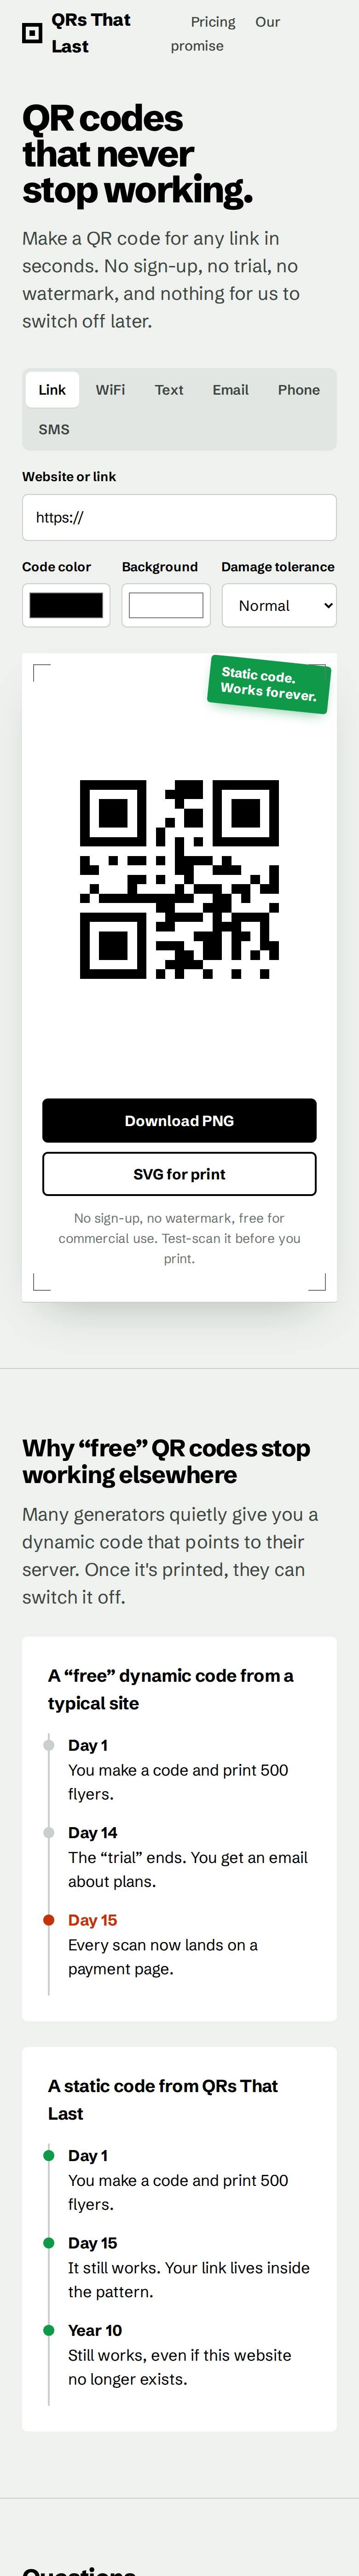 QRs That
Last
Pricing Our
promise
QR codes
that never
stop working.
Make a QR code for any link in
seconds. No sign-up, no trial, no
watermark, and nothing for us to
switch off later.
Link WiFi Text Email Phone
SMS
Website or link
https://
Code color Background Damage tolerance
Normal
Static code.
Works forever.
Download PNG
SVG for print
No sign-up, no watermark, free for
commercial use. Test-scan it before you
print.
Why “free” QR codes stop
working elsewhere
Many generators quietly give you a
dynamic code that points to their
server. Once it's printed, they can
switch it off.
A “free” dynamic code from a
typical site
Day 1
You make a code and print 500
flyers.
Day 14
The “trial” ends. You get an email
about plans.
Day 15
Every scan now lands on a
payment page.
A static code from QRs That
Last
Day 1
You make a code and print 500
flyers.
Day 15
It still works. Your link lives inside
the pattern.
Year 10
Still works, even if this website
no longer exists.
Questions